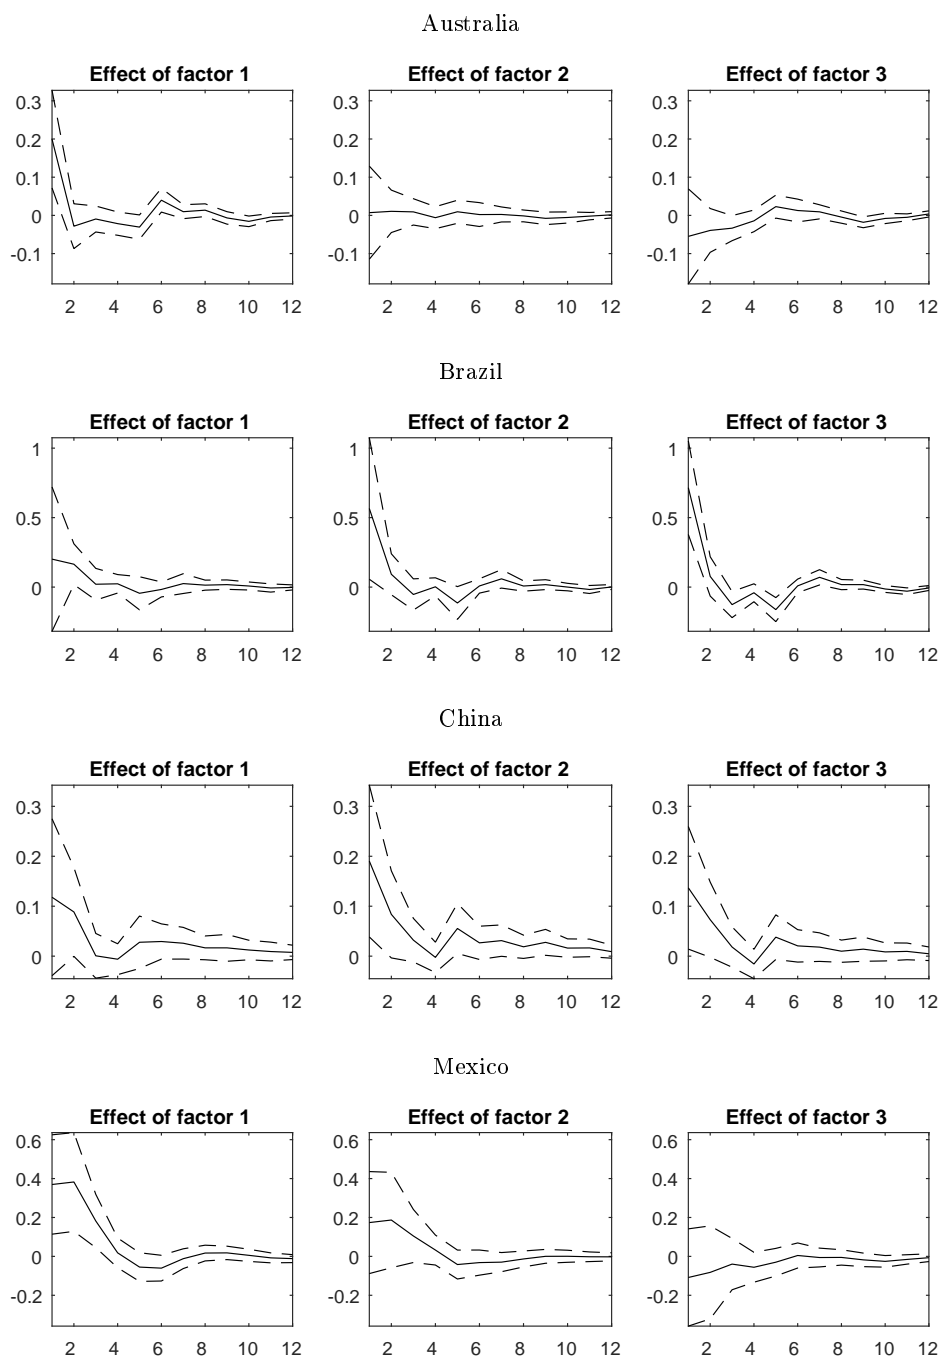 Australia
Effect of factor 1 Effect of factor 2 Effect of factor 3
0.3 0.3 0.3
0.2 0.2 0.2
0.1 0.1 0.1
0 0 0
-0.1 -0.1 -0.1
2 4 6 8 10 12 2 4 6 8 10 12 2 4 6 8 10 12
Brazil
Effect of factor 1 Effect of factor 2 Effect of factor 3
1 1 1
0.5 0.5 0.5
0 0 0
2 4 6 8 10 12 2 4 6 8 10 12 2 4 6 8 10 12
China
Effect of factor 1 Effect of factor 2 Effect of factor 3
0.3 0.3 0.3
0.2 0.2 0.2
0.1 0.1 0.1
0 0 0
2 4 6 8 10 12 2 4 6 8 10 12 2 4 6 8 10 12
Mexico
Effect of factor 1 Effect of factor 2 Effect of factor 3
0.6 0.6 0.6
0.4 0.4 0.4
0.2 0.2 0.2
0 0 0
-0.2 -0.2 -0.2
2 4 6 8 10 12 2 4 6 8 10 12 2 4 6 8 10 12